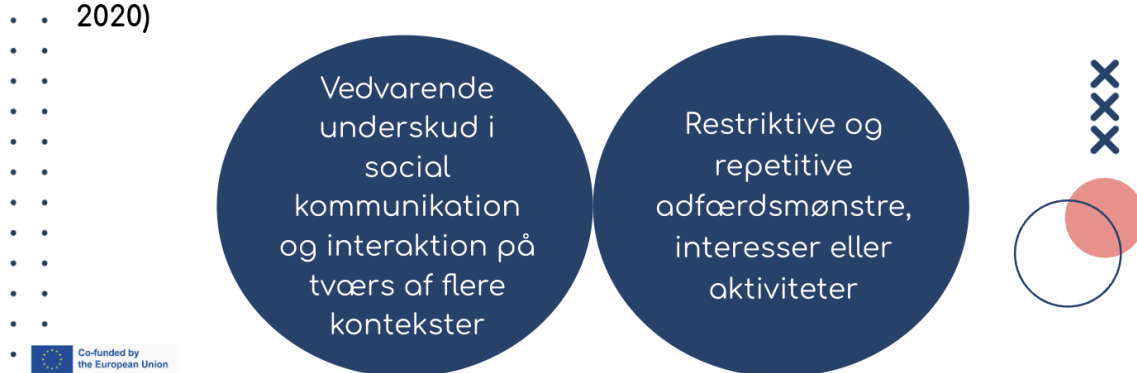 2020)
Vedvarende
underskud i
social
kommunikation
og interaktion på
tværs af flere
kontekster
Restriktive og
repetitive
adfærdsmønstre,
interesser eller
aktiviteter
Co-funded by
the European Union